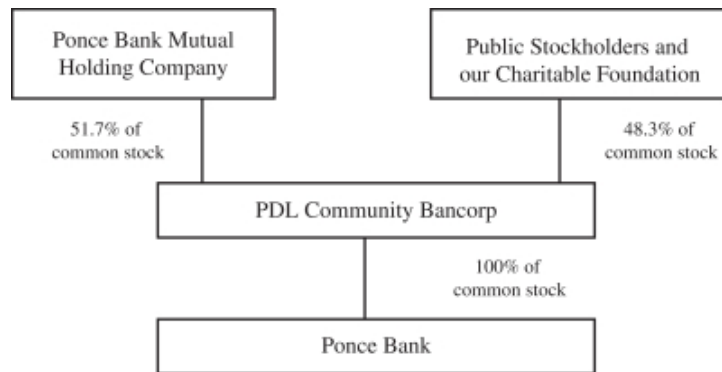 Ponce Bank Mutual
Holding Company
Public Stockholders and
our Charitable Foundation
51.7% of
common stock
48.3% of
common stock
PDL Community Bancorp
100% of
common stock
Ponce Bank